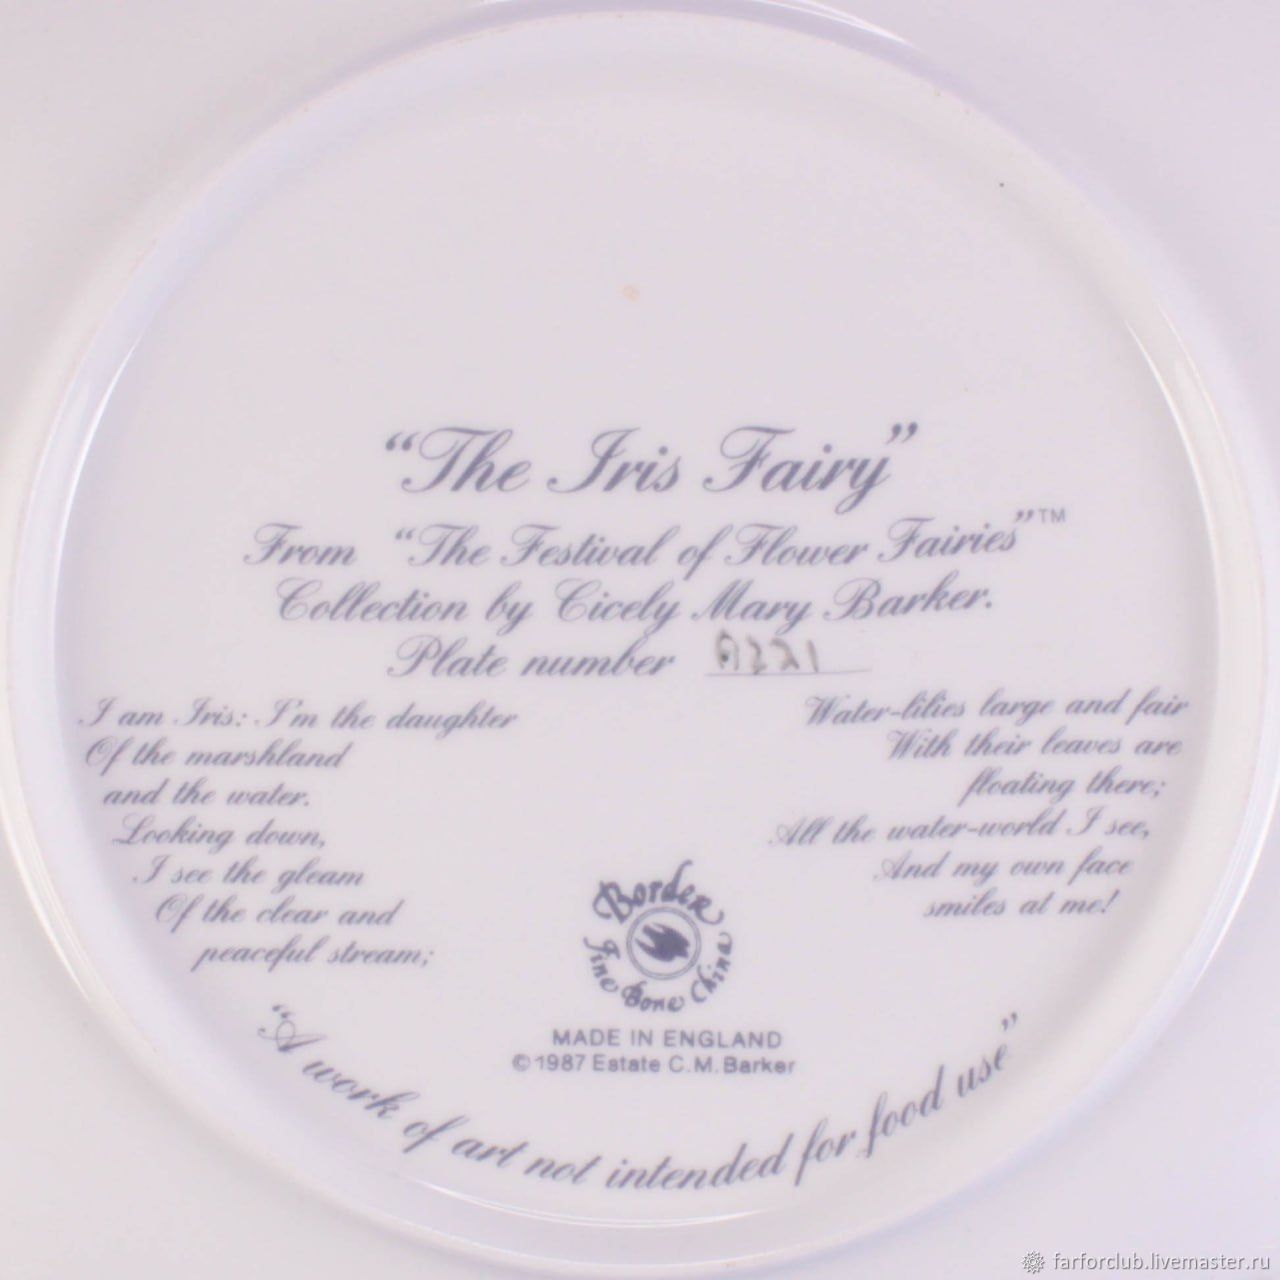 “The Iris Fairy”
From “The Festival of Flower Fairies”™
Collection by Cicely Mary Barker.
Plate number A221
I am Iris: I'm the daughter
Of the marshland
and the water.
Looking down,
I see the gleam
Of the clear and
peaceful stream;
Water-lilies large and fair
With their leaves are
floating there;
All the water-world I see,
And my own face
smiles at me!
Border
Fine Bone China
MADE IN ENGLAND
©1987 Estate C.M.Barker
“A work of art not intended for food use”
farforclub.livemaster.ru